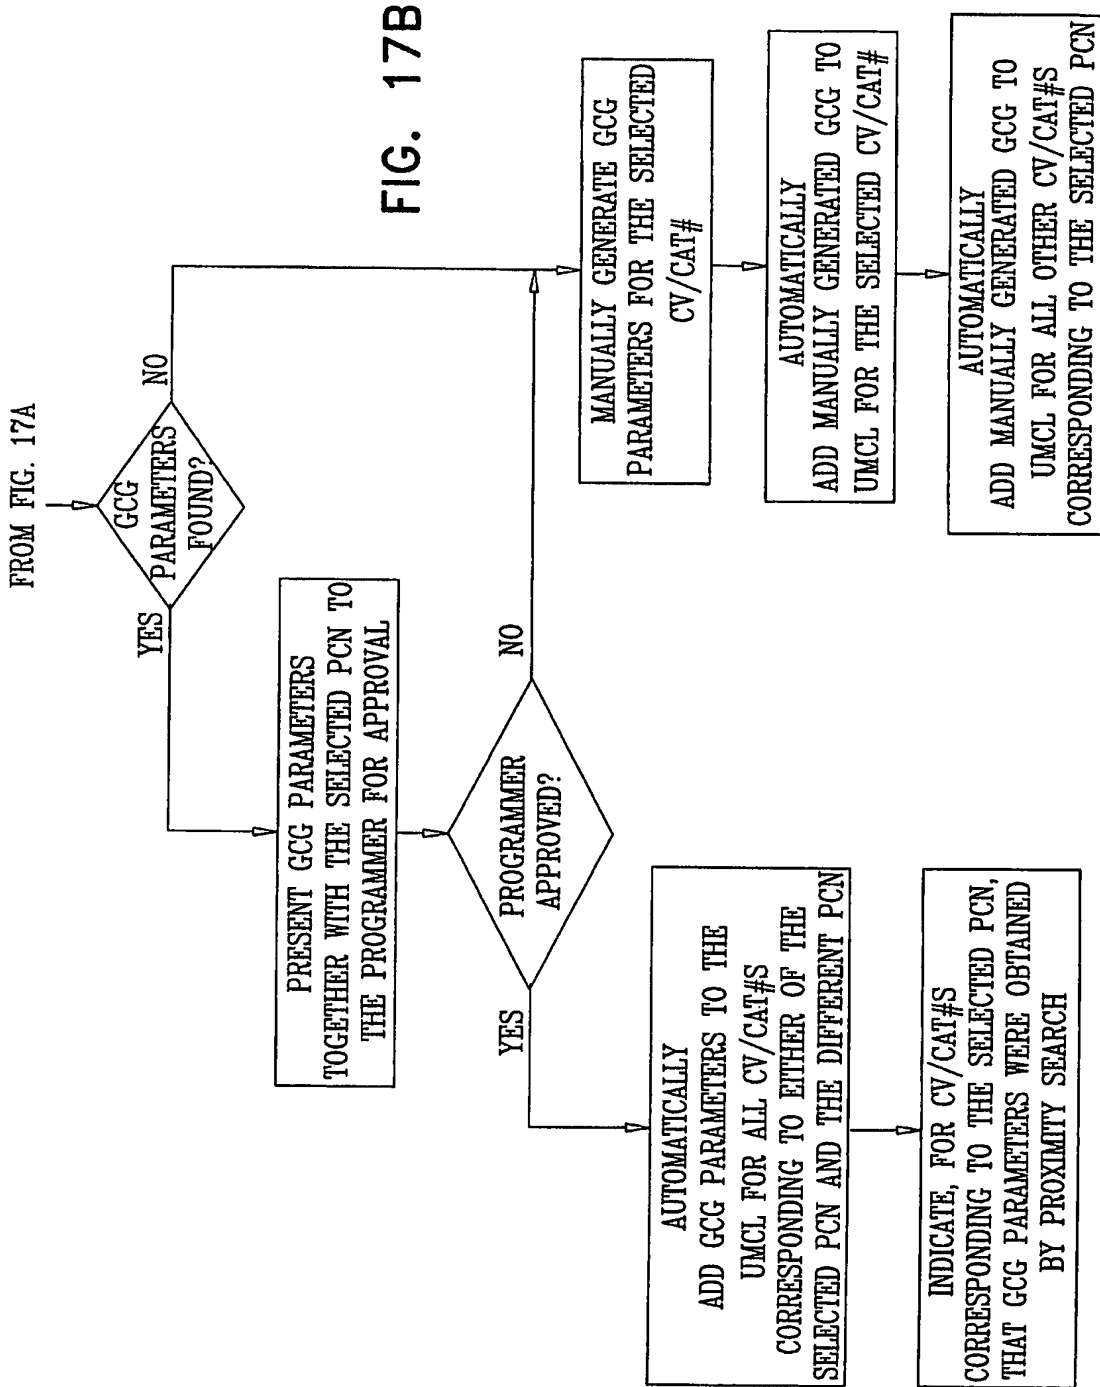 FROM FIG. 17A
GCG
PARAMETERS
FOUND?
YES
NO
PRESENT GCG PARAMETERS
TOGETHER WITH THE SELECTED PCN TO
THE PROGRAMMER FOR APPROVAL
PROGRAMMER
APPROVED?
YES
NO
AUTOMATICALLY
ADD GCG PARAMETERS TO THE
UMCL FOR ALL CV/CAT#S
CORRESPONDING TO EITHER OF THE
SELECTED PCN AND THE DIFFERENT PCN
INDICATE, FOR CV/CAT#S
CORRESPONDING TO THE SELECTED PCN,
THAT GCG PARAMETERS WERE OBTAINED
BY PROXIMITY SEARCH
MANUALLY GENERATE GCG
PARAMETERS FOR THE SELECTED
CV/CAT#
AUTOMATICALLY
ADD MANUALLY GENERATED GCG TO
UMCL FOR THE SELECTED CV/CAT#
AUTOMATICALLY
ADD MANUALLY GENERATED GCG TO
UMCL FOR ALL OTHER CV/CAT#S
CORRESPONDING TO THE SELECTED PCN
FIG. 17B